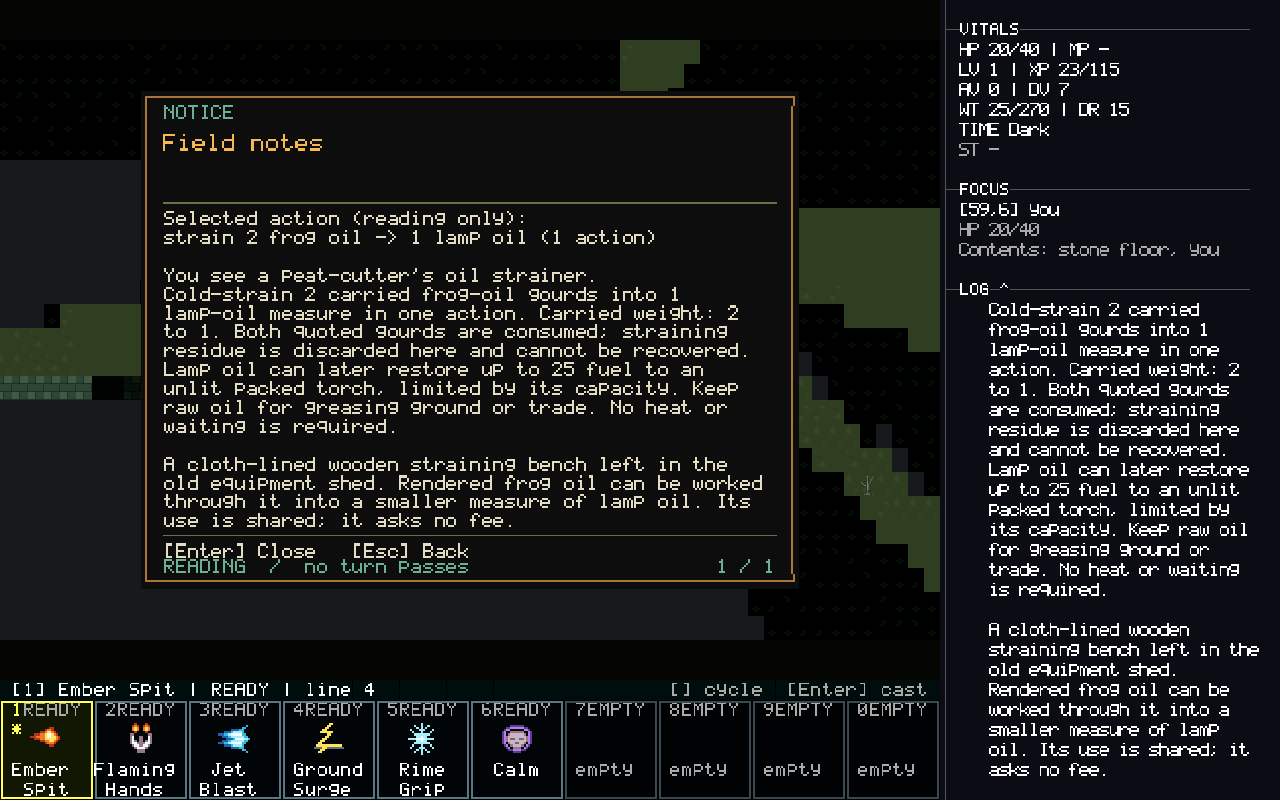 NOTICE
Field notes
Selected action (reading only):
strain 2 frog oil -> 1 lamp oil (1 action)
You see a peat-cutter's oil strainer.
Cold-strain 2 carried frog-oil gourds into 1
lamp-oil measure in one action. Carried weight: 2
to 1. Both quoted gourds are consumed; straining
residue is discarded here and cannot be recovered.
Lamp oil can later restore up to 25 fuel to an
unlit packed torch, limited by its capacity. Keep
raw oil for greasing ground or trade. No heat or
waiting is required.
A cloth-lined wooden straining bench left in the
old equipment shed. Rendered frog oil can be worked
through it into a smaller measure of lamp oil. Its
use is shared; it asks no fee.
[Enter] Close [Esc] Back
READING / no turn passes 1 / 1
VITALS
HP 20/40 | MP -
LV 1 | XP 23/115
AV 0 | DV 7
WT 25/270 | DR 15
TIME Dark
ST -
FOCUS
[59,6] You
HP 20/40
Contents: stone floor, you
LOG ^
Cold-strain 2 carried
frog-oil gourds into 1
lamp-oil measure in one
action. Carried weight: 2
to 1. Both quoted gourds
are consumed; straining
residue is discarded here
and cannot be recovered.
Lamp oil can later restore
up to 25 fuel to an unlit
packed torch, limited by
its capacity. Keep raw oil
for greasing ground or
trade. No heat or waiting
is required.
A cloth-lined wooden
straining bench left in the
old equipment shed.
Rendered frog oil can be
worked through it into a
smaller measure of lamp
oil. Its use is shared; it
asks no fee.
[1] Ember Spit | READY | line 4 [] cycle [Enter] cast
1READY 2READY 3READY 4READY 5READY 6READY 7EMPTY 8EMPTY 9EMPTY 0EMPTY
*
Ember Flaming Jet Ground Rime Calm empty empty empty empty
Spit Hands Blast Surge Grip